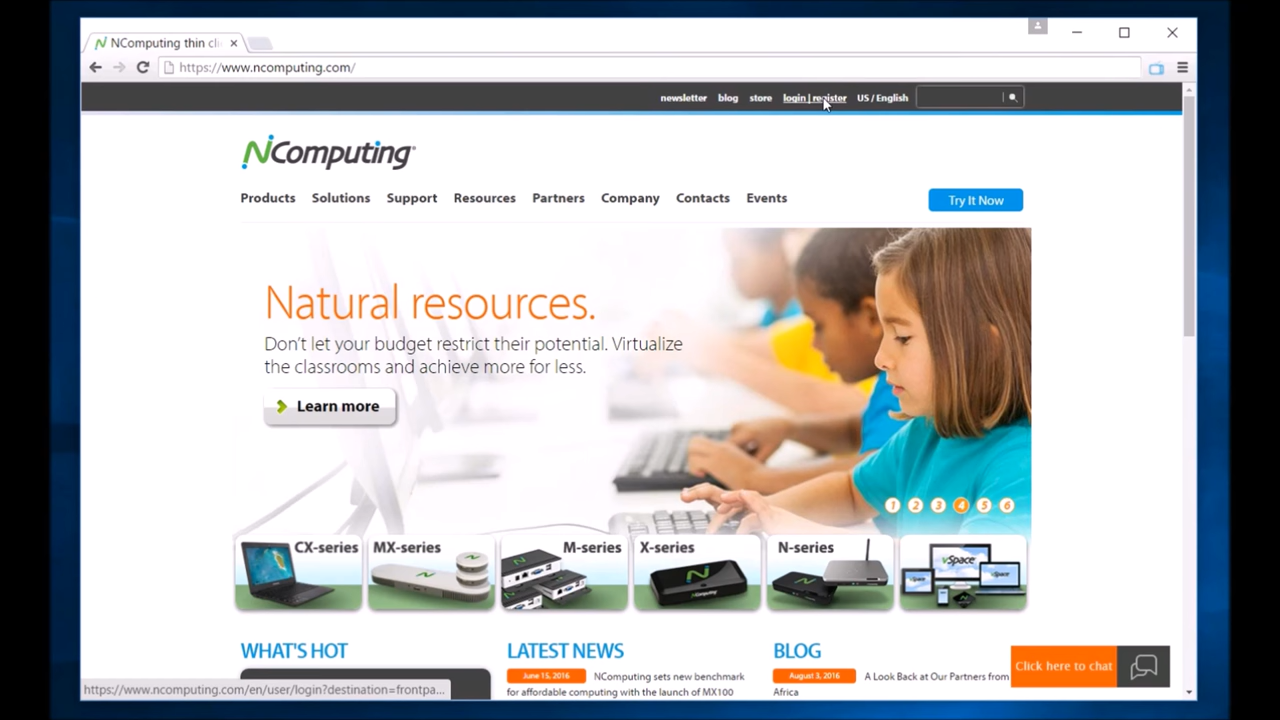 NComputing thin cli
https://www.ncomputing.com/
newsletter blog store login | register US / English
NComputing
Products Solutions Support Resources Partners Company Contacts Events Try It Now
Natural resources.
Don't let your budget restrict their potential. Virtualize
the classrooms and achieve more for less.
Learn more
1 2 3 4 5 6
CX-series MX-series M-series X-series N-series
vSpace
vSpace vSpace
NComputing
WHAT'S HOT LATEST NEWS BLOG
June 15, 2016 NComputing sets new benchmark
for affordable computing with the launch of MX100
August 3, 2016 A Look Back at Our Partners from
Africa
Click here to chat
https://www.ncomputing.com/en/user/login?destination=frontpa...